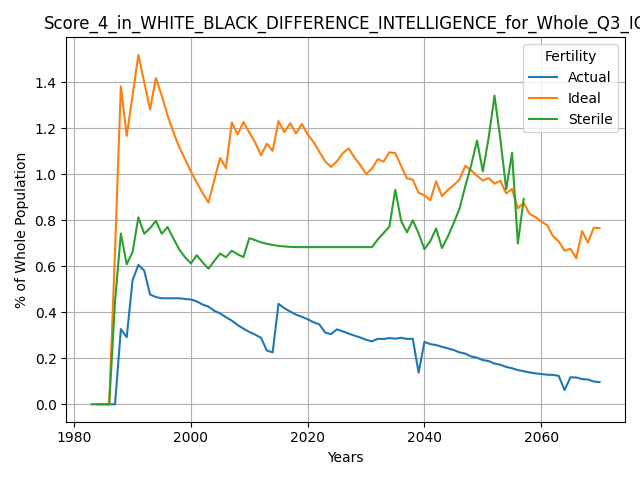 Score_4_in_WHITE_BLACK_DIFFERENCE_INTELLIGENCE_for_Whole_Q3_IC
Fertility
Actual
Ideal
Sterile
% of Whole Population
1.4
1.2
1.0
0.8
0.6
0.4
0.2
0.0
1980
2000
2020
2040
2060
Years